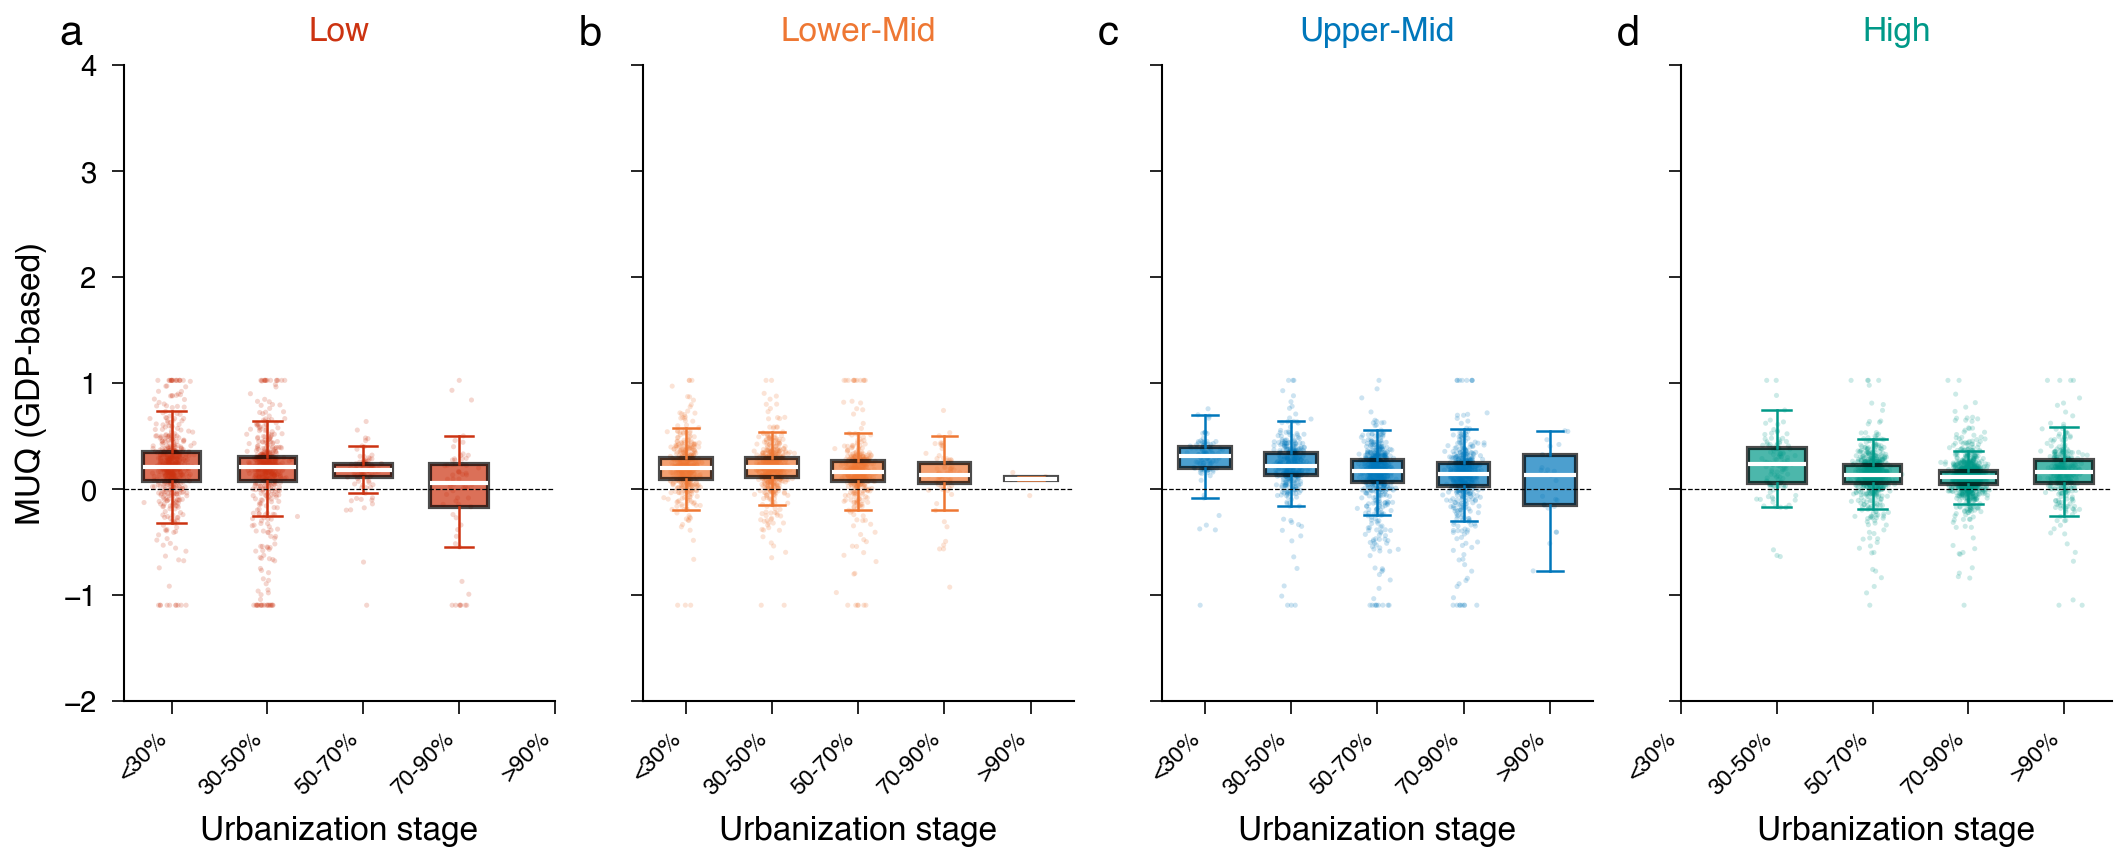 a Low b Lower-Mid c Upper-Mid d High
MUQ (GDP-based)
4
3
2
1
0
−1
−2
<30% 30-50% 50-70% 70-90% >90%
<30% 30-50% 50-70% 70-90% >90%
<30% 30-50% 50-70% 70-90% >90%
<30% 30-50% 50-70% 70-90% >90%
Urbanization stage Urbanization stage Urbanization stage Urbanization stage